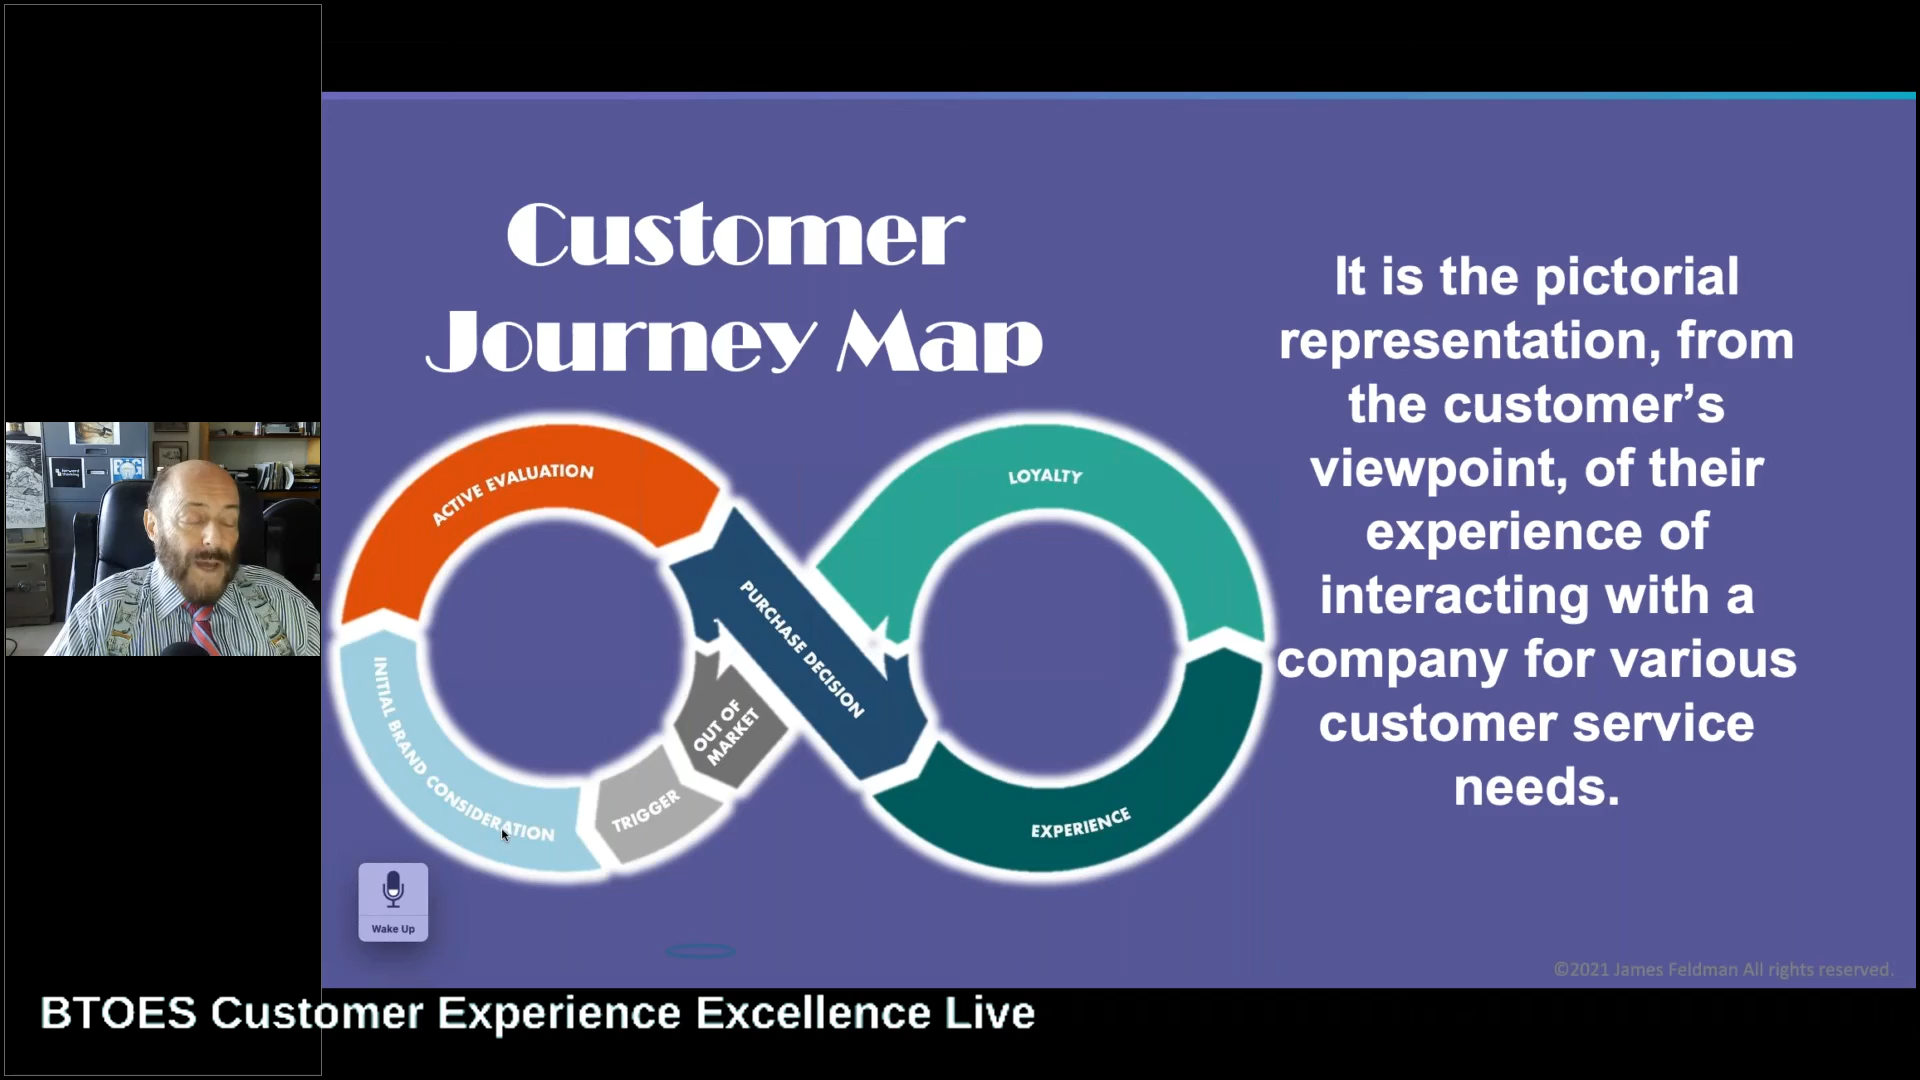 Customer
Journey Map
It is the pictorial
representation, from
the customer’s
viewpoint, of their
experience of
interacting with a
company for various
customer service
needs.
ACTIVE EVALUATION
LOYALTY
PURCHASE DECISION
INITIAL BRAND CONSIDERATION
OUT OF
MARKET
TRIGGER
EXPERIENCE
Wake Up
©2021 James Feldman All rights reserved.
BTOES Customer Experience Excellence Live